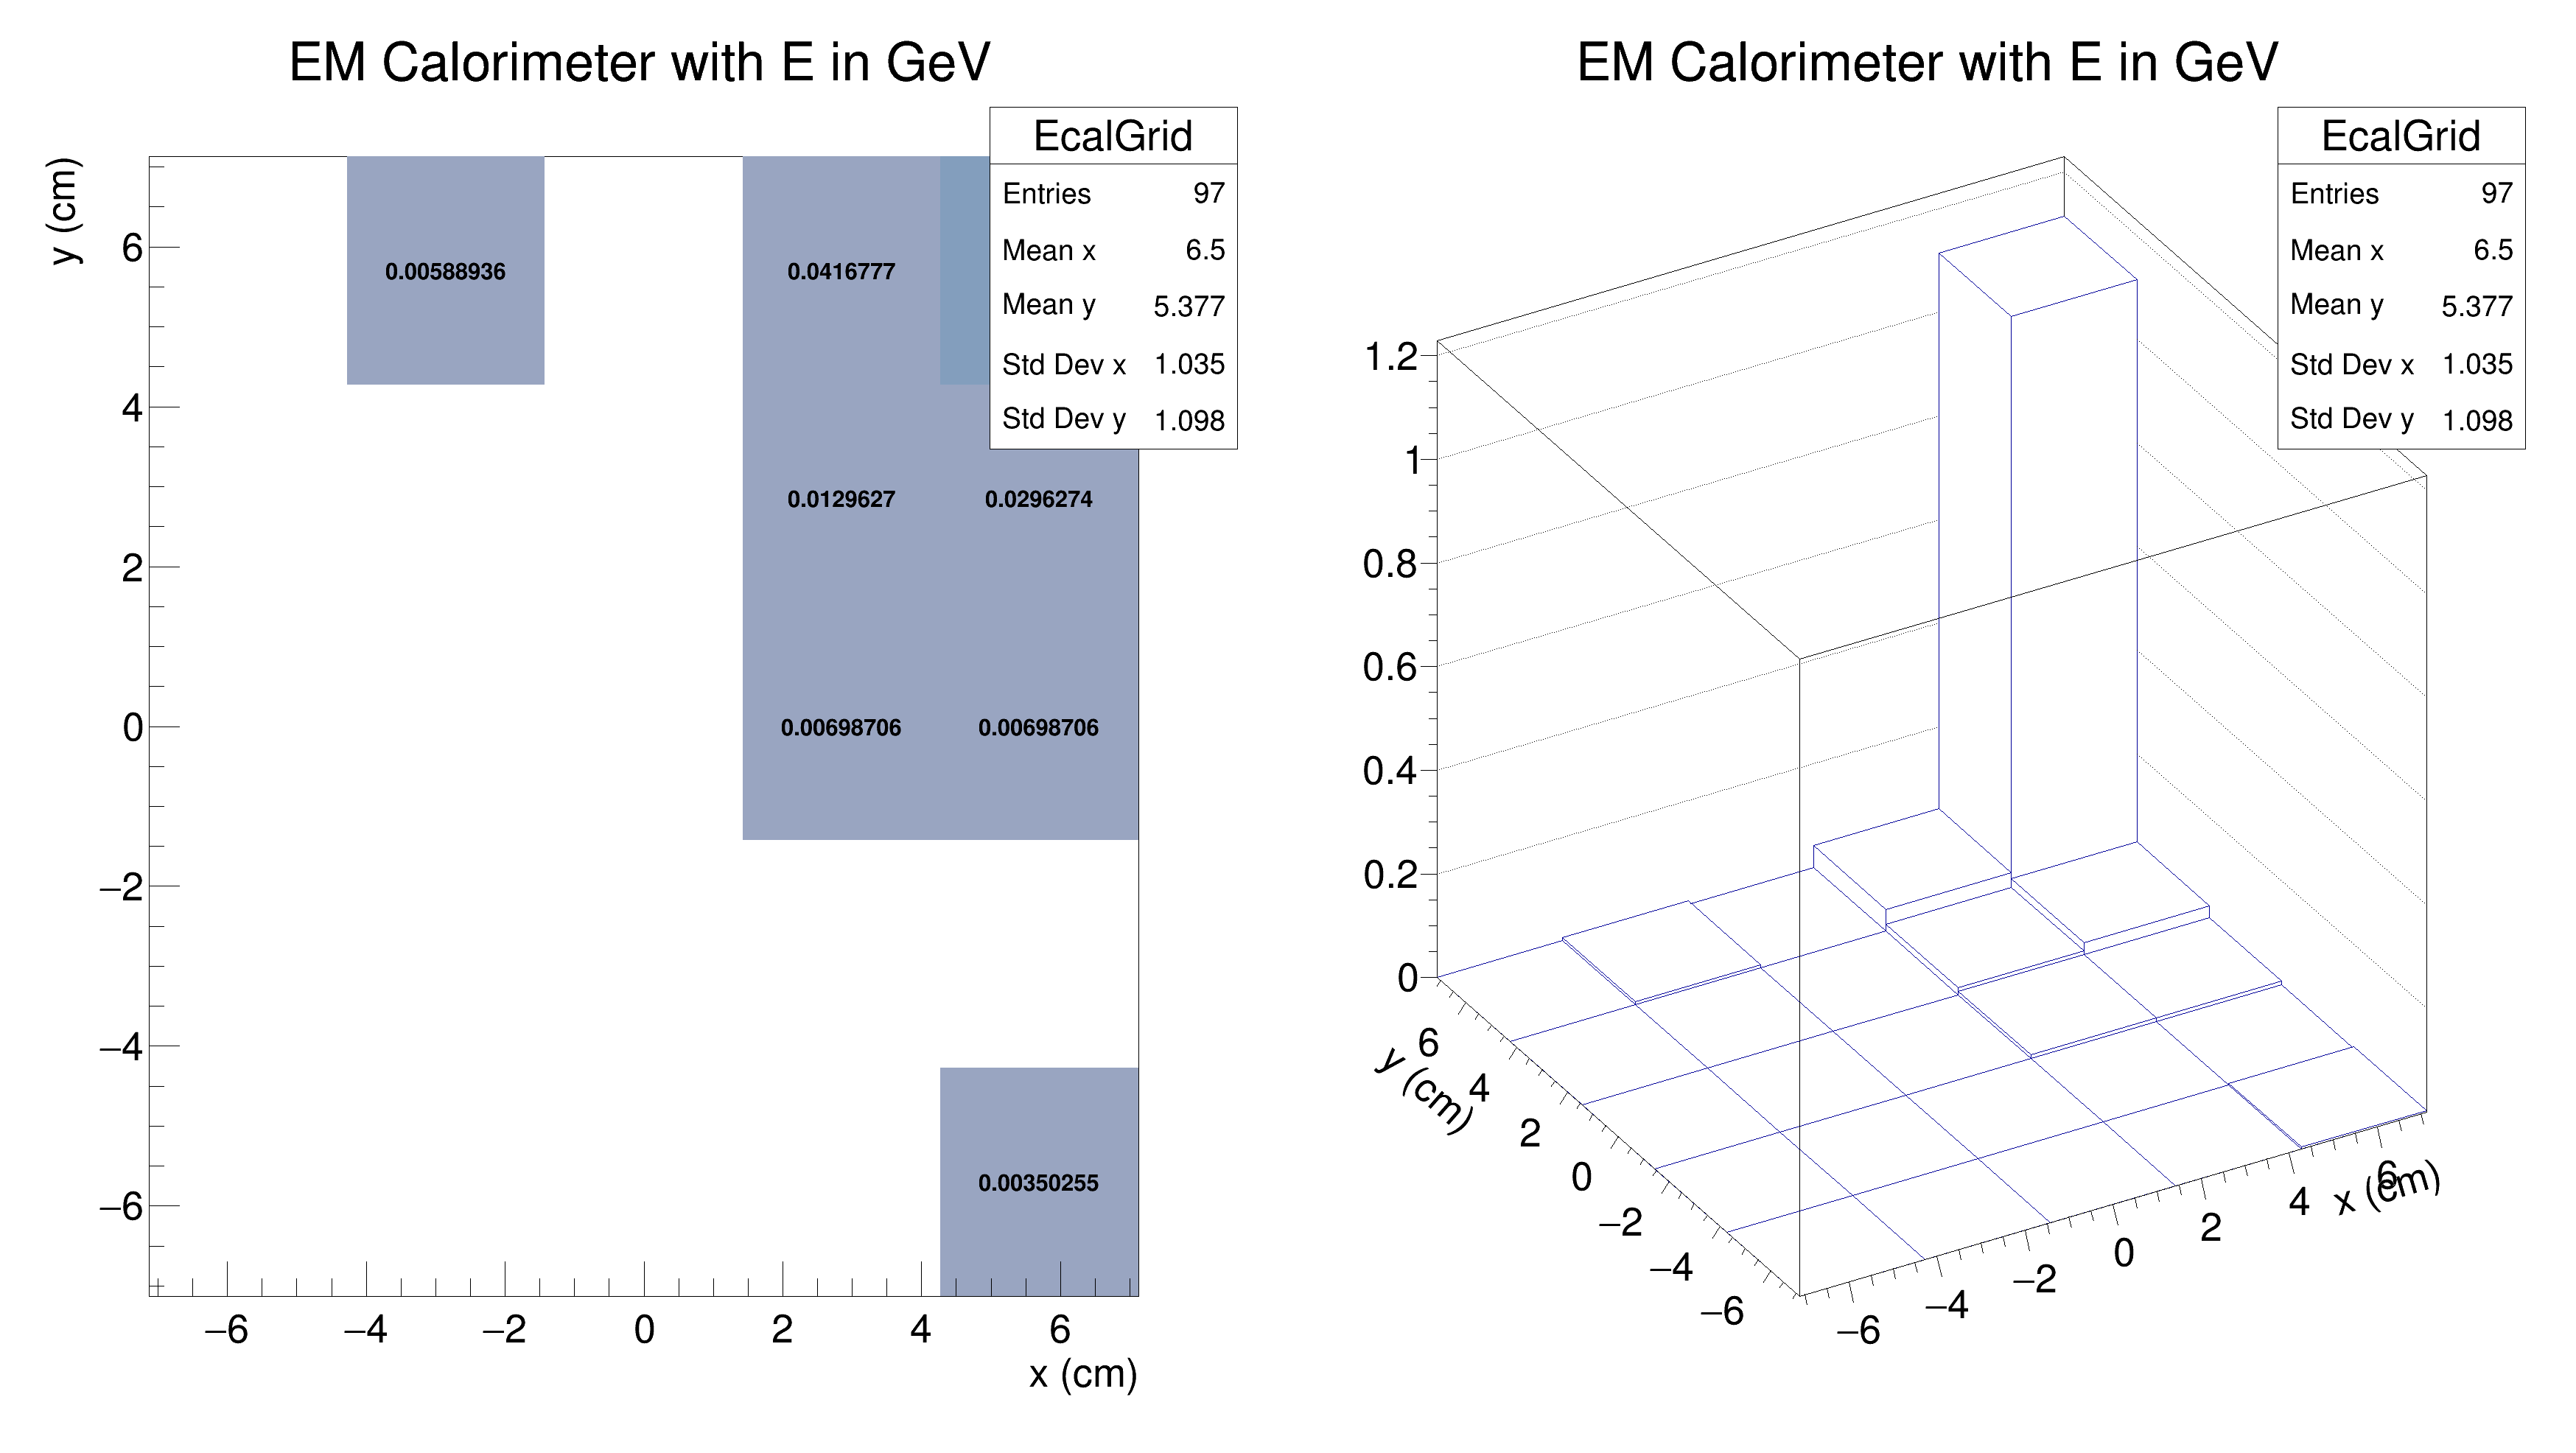 EM Calorimeter with E in GeV
EcalGrid
Entries 97
Mean x 6.5
Mean y 5.377
Std Dev x 1.035
Std Dev y 1.098
y (cm)
6
4
2
0
−2
−4
−6
0.00588936
0.0416777
0.0129627
0.0296274
0.00698706
0.00698706
0.00350255
−6
−4
−2
0
2
4
6
x (cm)
EM Calorimeter with E in GeV
EcalGrid
Entries 97
Mean x 6.5
Mean y 5.377
Std Dev x 1.035
Std Dev y 1.098
1.2
1
0.8
0.6
0.4
0.2
0
y (cm)
6
4
2
0
−2
−4
−6
−6
−4
−2
0
2
4
6
x (cm)